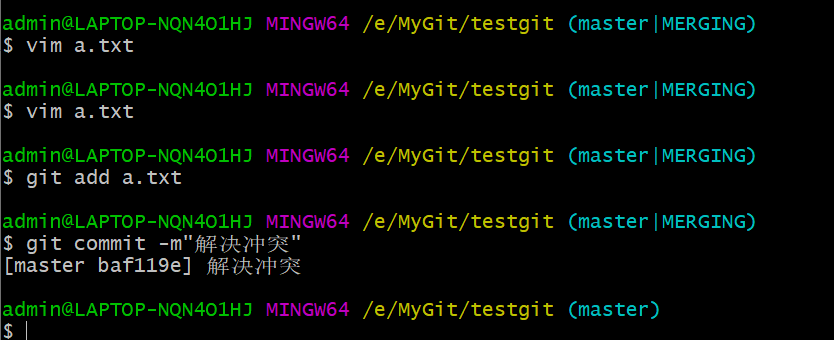 admin@LAPTOP-NQN4O1HJ MINGW64 /e/MyGit/testgit (master|MERGING)
$ vim a.txt
admin@LAPTOP-NQN4O1HJ MINGW64 /e/MyGit/testgit (master|MERGING)
$ vim a.txt
admin@LAPTOP-NQN4O1HJ MINGW64 /e/MyGit/testgit (master|MERGING)
$ git add a.txt
admin@LAPTOP-NQN4O1HJ MINGW64 /e/MyGit/testgit (master|MERGING)
$ git commit -m"解决冲突"
[master baf119e] 解决冲突
admin@LAPTOP-NQN4O1HJ MINGW64 /e/MyGit/testgit (master)
$